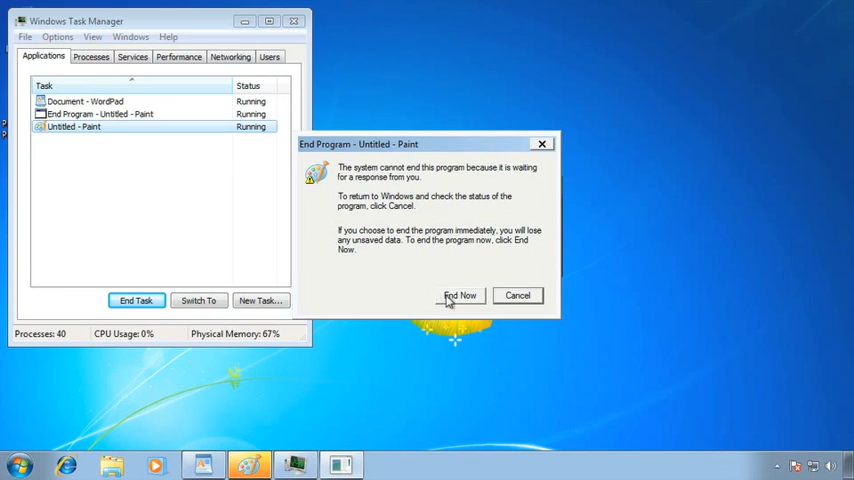 Windows Task Manager
File Options View Windows Help
Applications Processes Services Performance Networking Users
Task Status
Document - WordPad Running
End Program - Untitled - Paint Running
Untitled - Paint Running
End Task Switch To New Task...
Processes: 40 CPU Usage: 0% Physical Memory: 67%
End Program - Untitled - Paint
The system cannot end this program because it is waiting
for a response from you.
To return to Windows and check the status of the
program, click Cancel.
If you choose to end the program immediately, you will lose
any unsaved data. To end the program now, click End
Now.
End Now Cancel